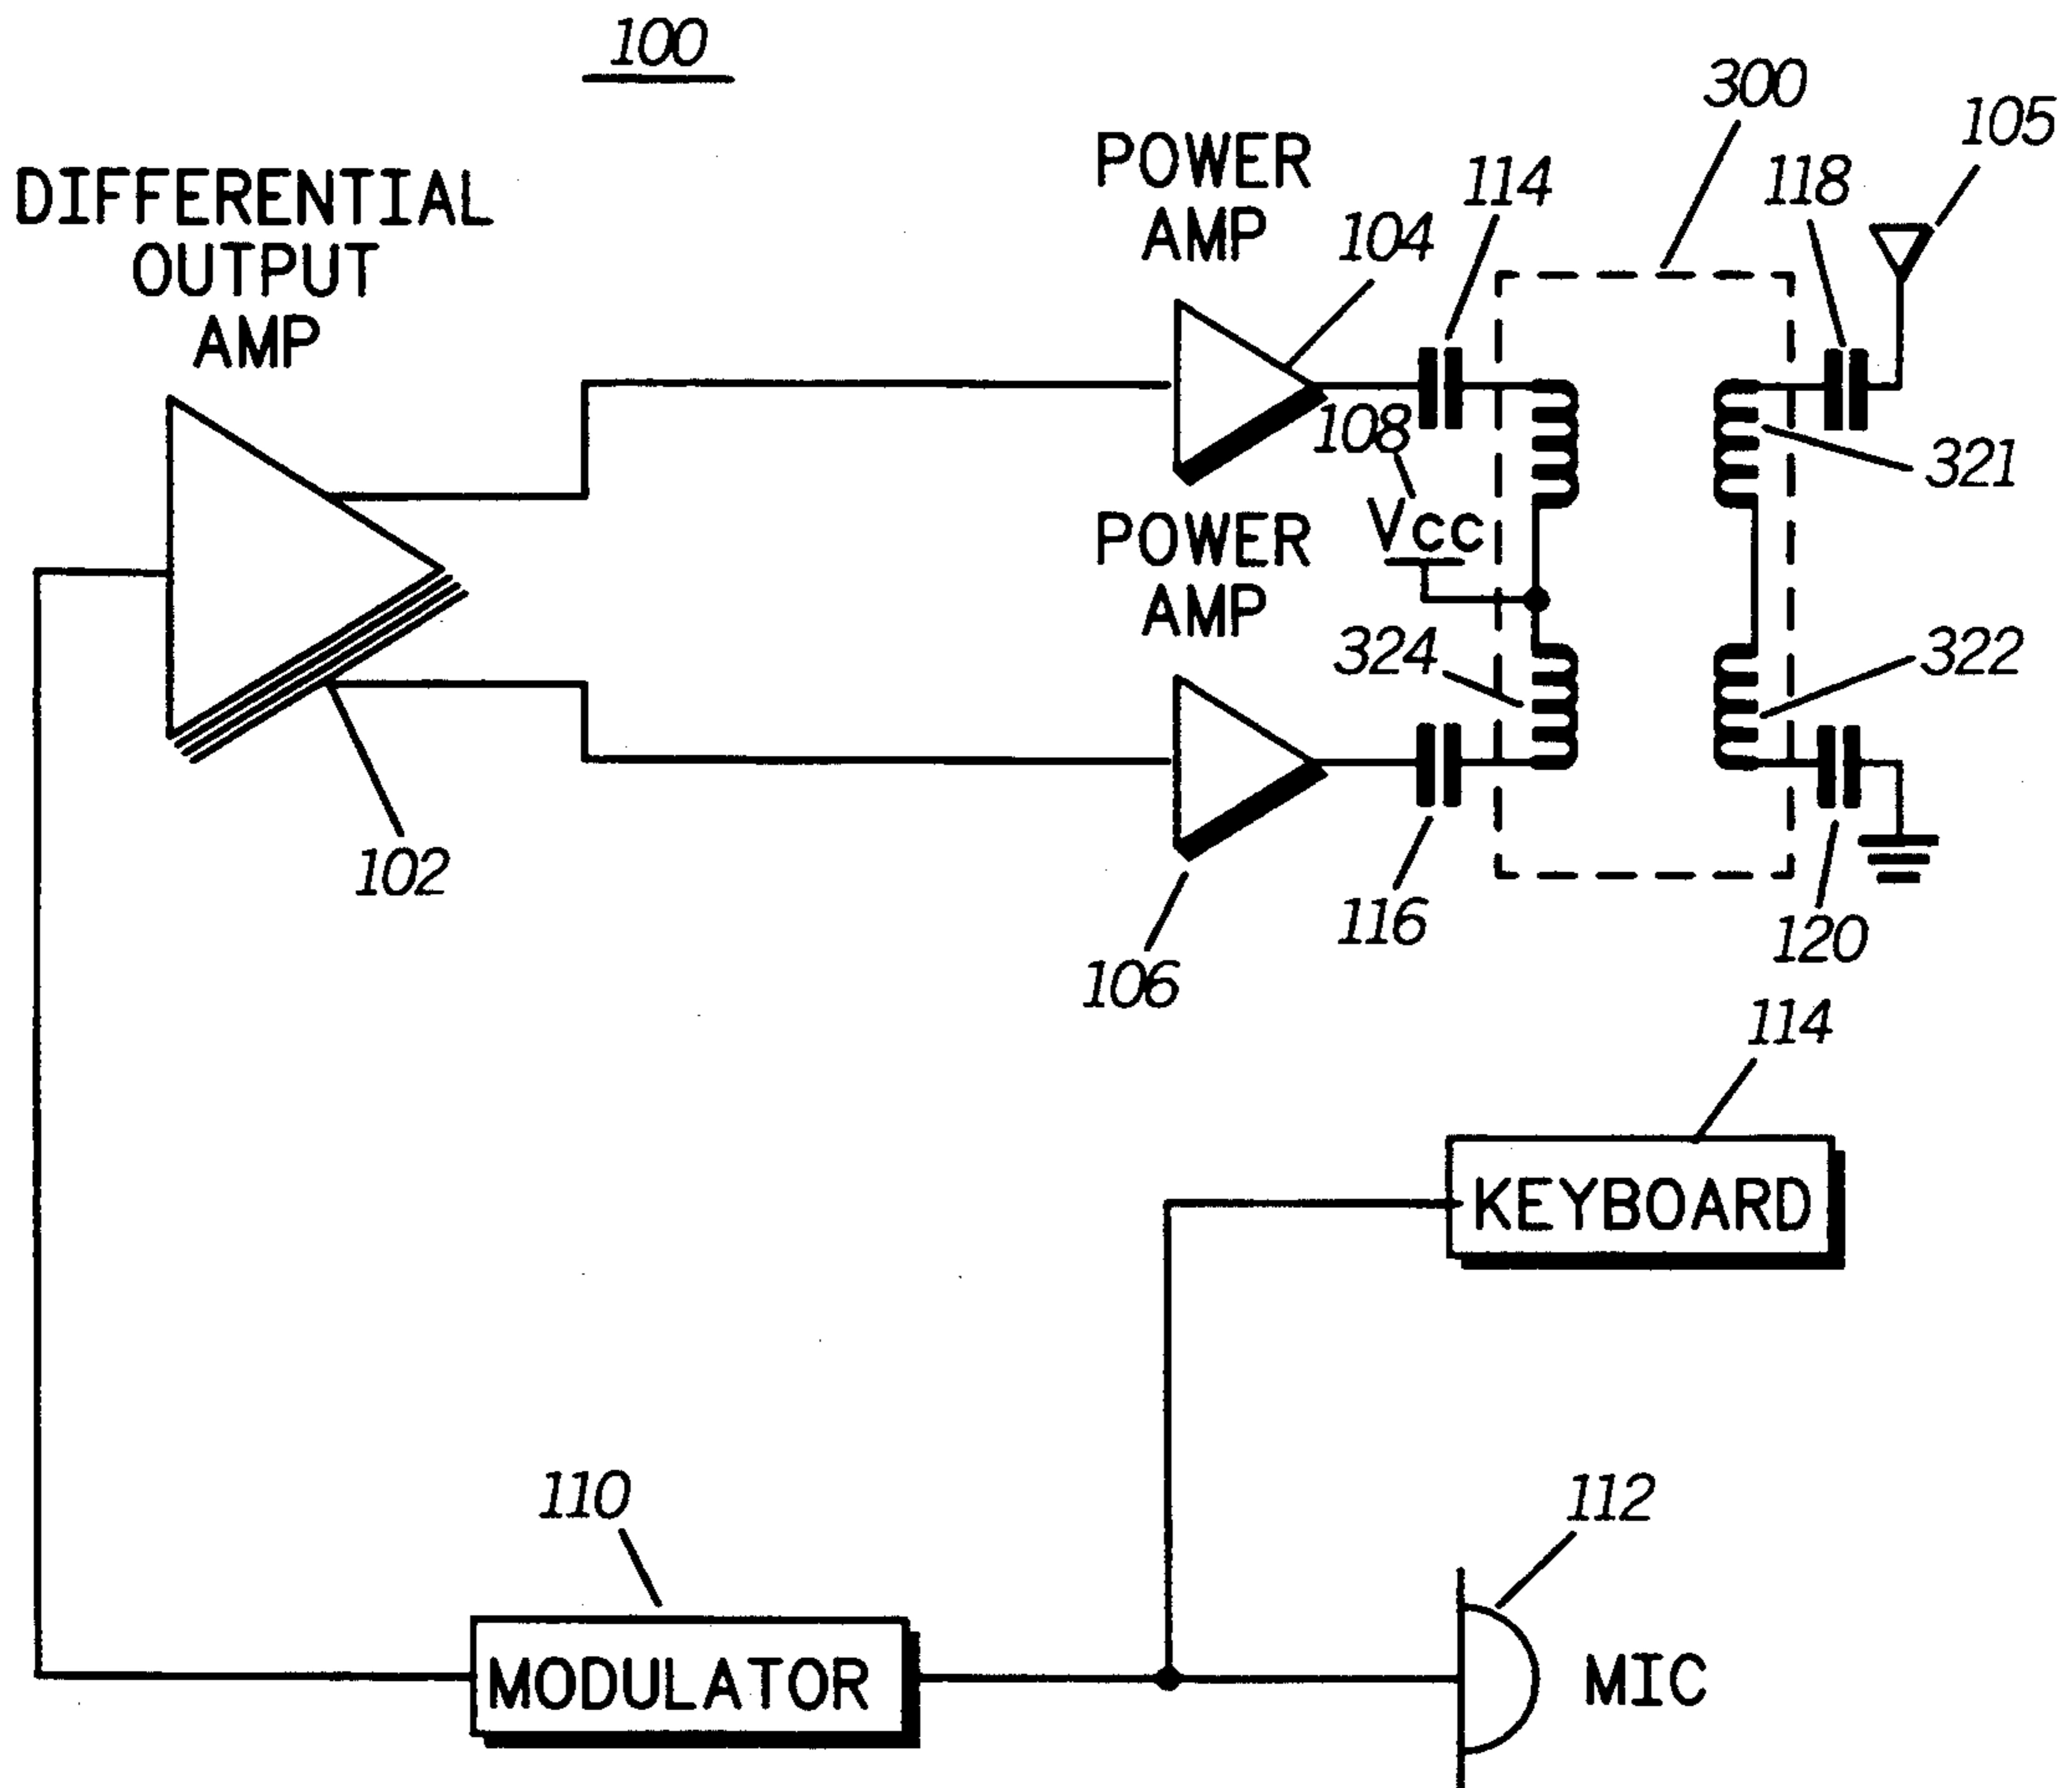 100
300
105
POWER
AMP
114
118
104
DIFFERENTIAL
OUTPUT
AMP
108
Vcc
321
POWER
AMP
324
322
102
116
120
106
114
KEYBOARD
110
112
MODULATOR
MIC